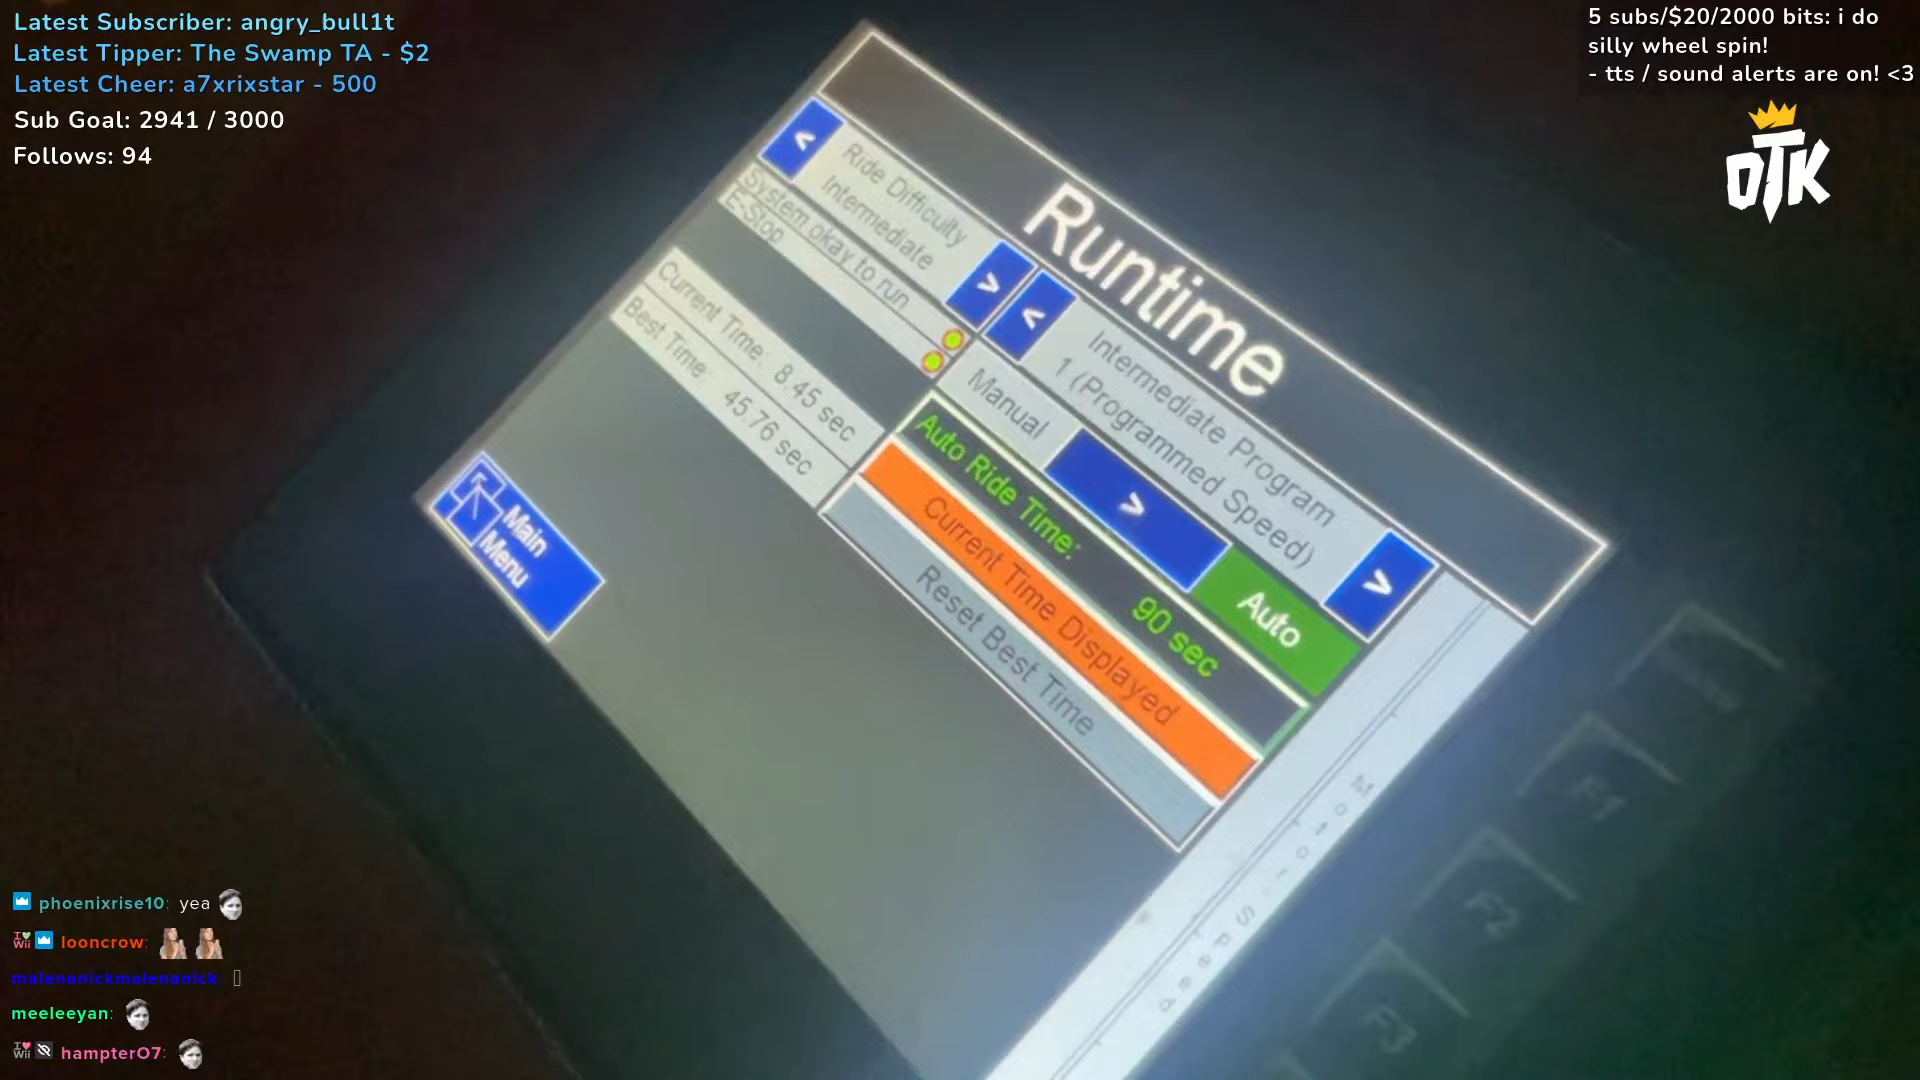 Latest Subscriber: angry_bull1t
Latest Tipper: The Swamp TA - $2
Latest Cheer: a7xrixstar - 500
Sub Goal: 2941 / 3000
Follows: 94
5 subs/$20/2000 bits: i do
silly wheel spin!
- tts / sound alerts are on! <3
OTK
Runtime
<
Ride Difficulty
Intermediate
>
<
Intermediate Program
1 (Programmed Speed)
>
System okay to run
E-Stop
Manual
>
Auto
Current Time: 8.45 sec
Best Time: 45.76 sec
Auto Ride Time: 90 sec
Current Time Displayed
Reset Best Time
Main
Menu
Motor Speed
F1
F2
F3
phoenixrise10: yea
looncrow:
malenanickmalenanick:
meeleeyan:
hampterO7: